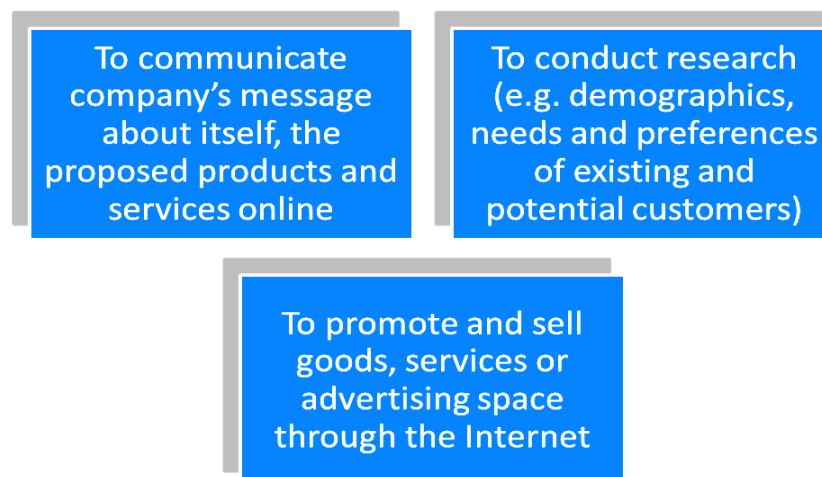 To communicate
company’s message
about itself, the
proposed products and
services online
To conduct research
(e.g. demographics,
needs and preferences
of existing and
potential customers)
To promote and sell
goods, services or
advertising space
through the Internet